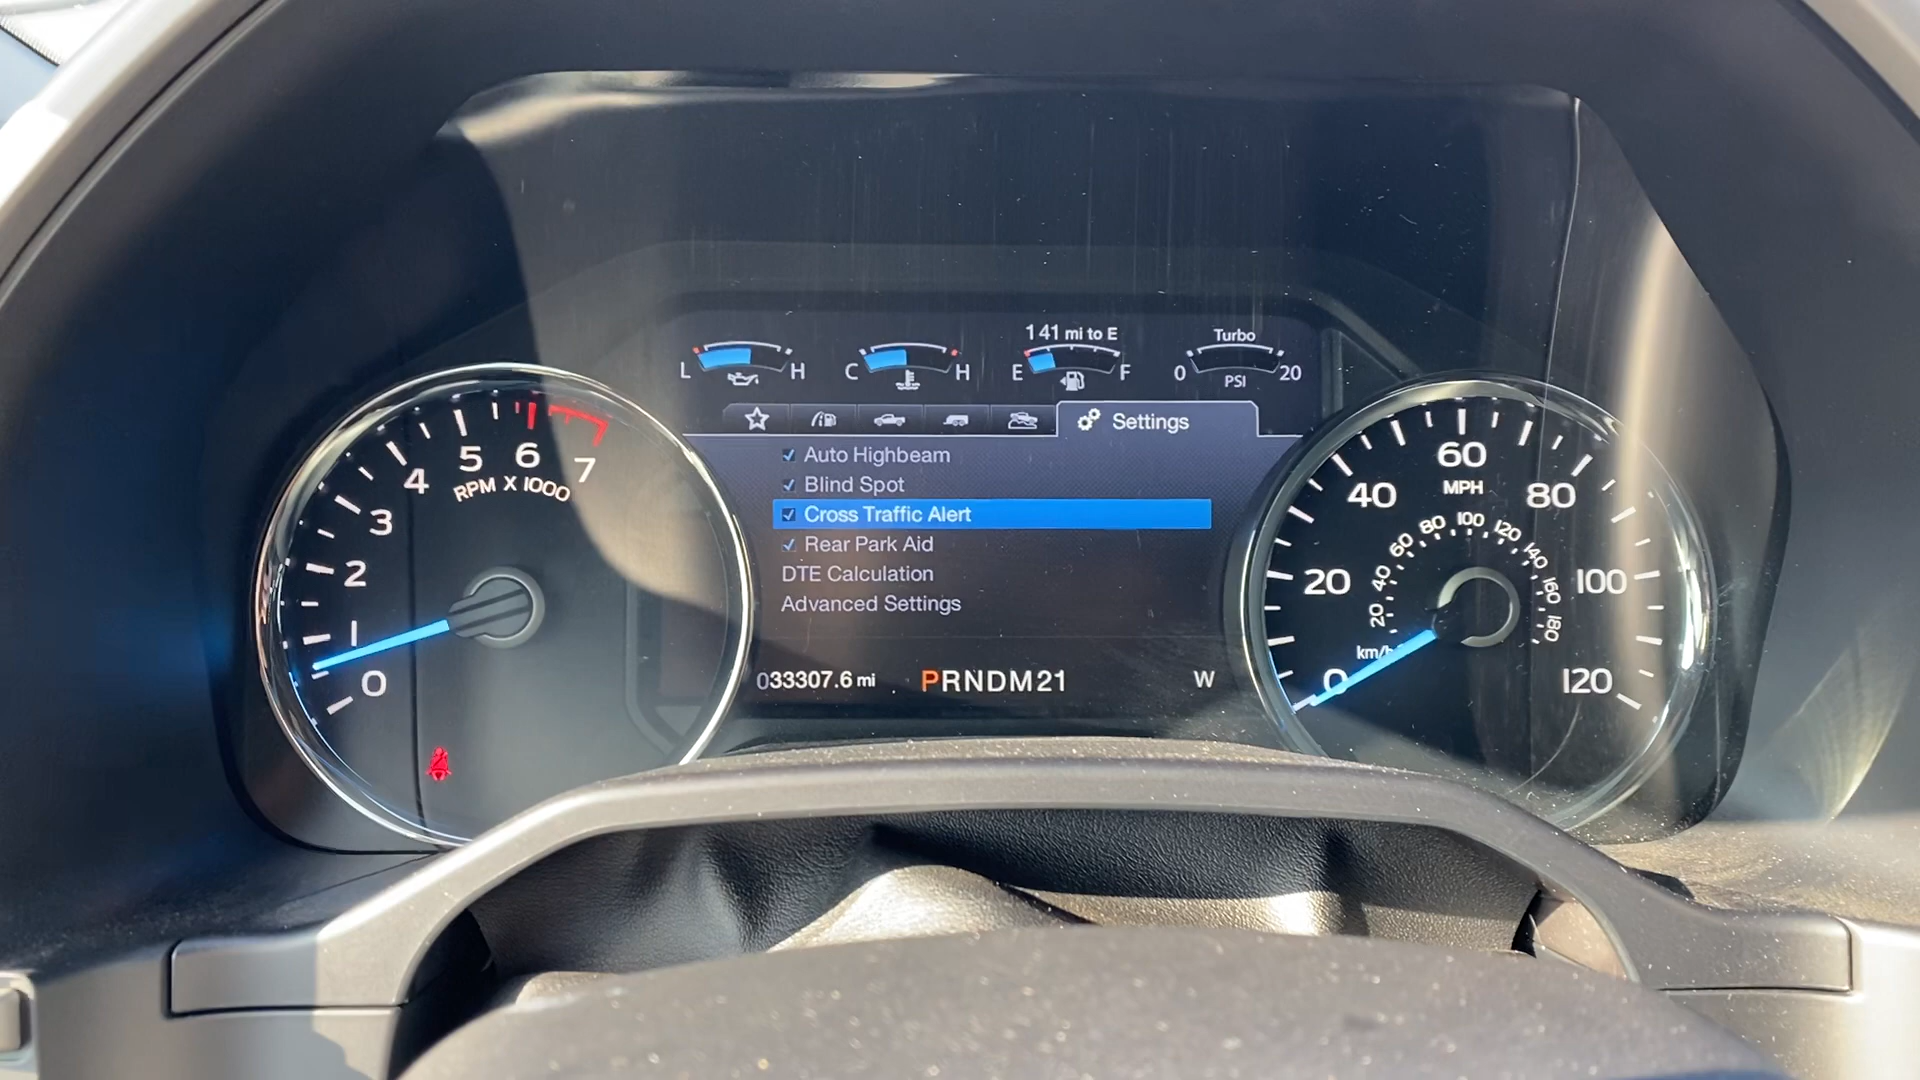 141 mi to E
Turbo
L H
C H
E F
0 PSI 20
Settings
Auto Highbeam
Blind Spot
Cross Traffic Alert
Rear Park Aid
DTE Calculation
Advanced Settings
033307.6 mi PRNDM21 W
0 1 2 3 4 5 6 7
RPM X 1000
0 20 40 60 80 100 120
MPH
20 40 60 80 100 120 140 160 180
km/h